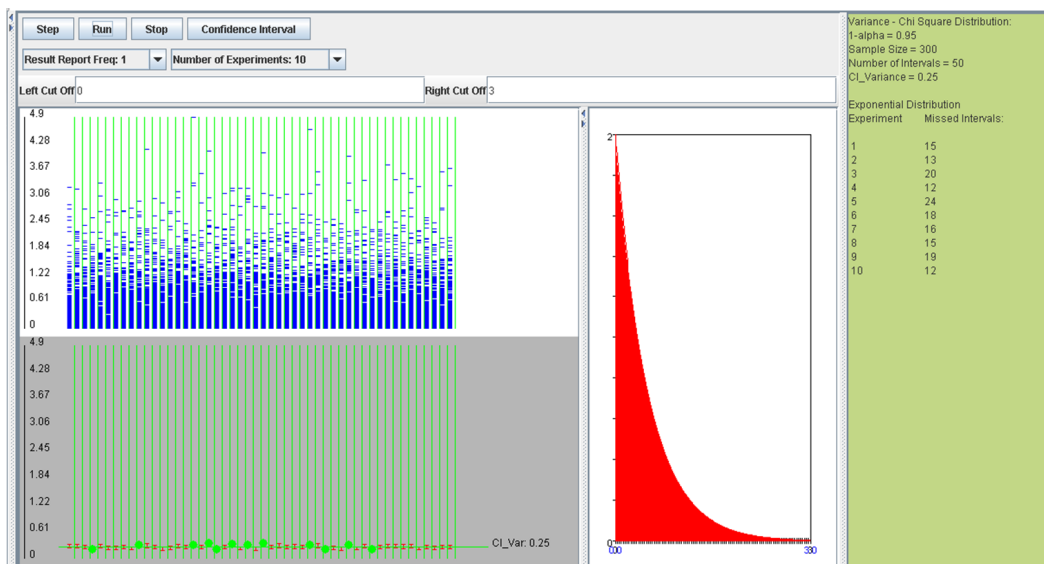 Step Run Stop Confidence Interval
Result Report Freq: 1 Number of Experiments: 10
Left Cut Off 0 Right Cut Off 3
4.9
4.28
3.67
3.06
2.45
1.84
1.22
0.61
0
4.9
4.28
3.67
3.06
2.45
1.84
1.22
0.61
0
CI_Var: 0.25
2
0
Variance - Chi Square Distribution:
1-alpha = 0.95
Sample Size = 300
Number of Intervals = 50
CI_Variance = 0.25
Exponential Distribution
Experiment Missed Intervals:
1 15
2 13
3 20
4 12
5 24
6 18
7 16
8 15
9 19
10 12